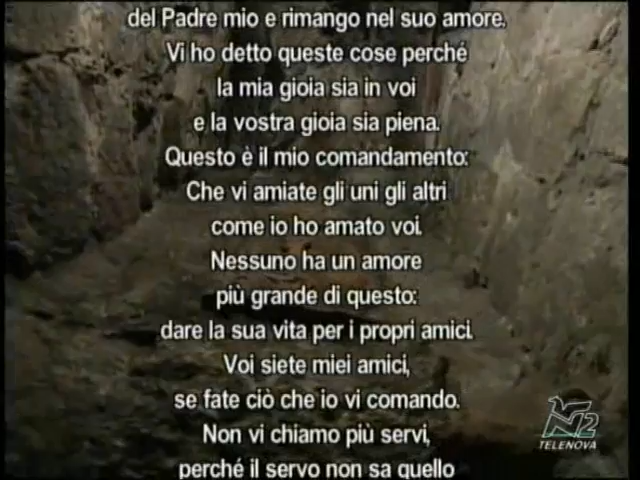 del Padre mio e rimango nel suo amore.
Vi ho detto queste cose perché
la mia gioia sia in voi
e la vostra gioia sia piena.
Questo è il mio comandamento:
Che vi amiate gli uni gli altri
come io ho amato voi.
Nessuno ha un amore
più grande di questo:
dare la sua vita per i propri amici.
Voi siete miei amici,
se fate ciò che io vi comando.
Non vi chiamo più servi,
perché il servo non sa quello
N2
TELENOVA